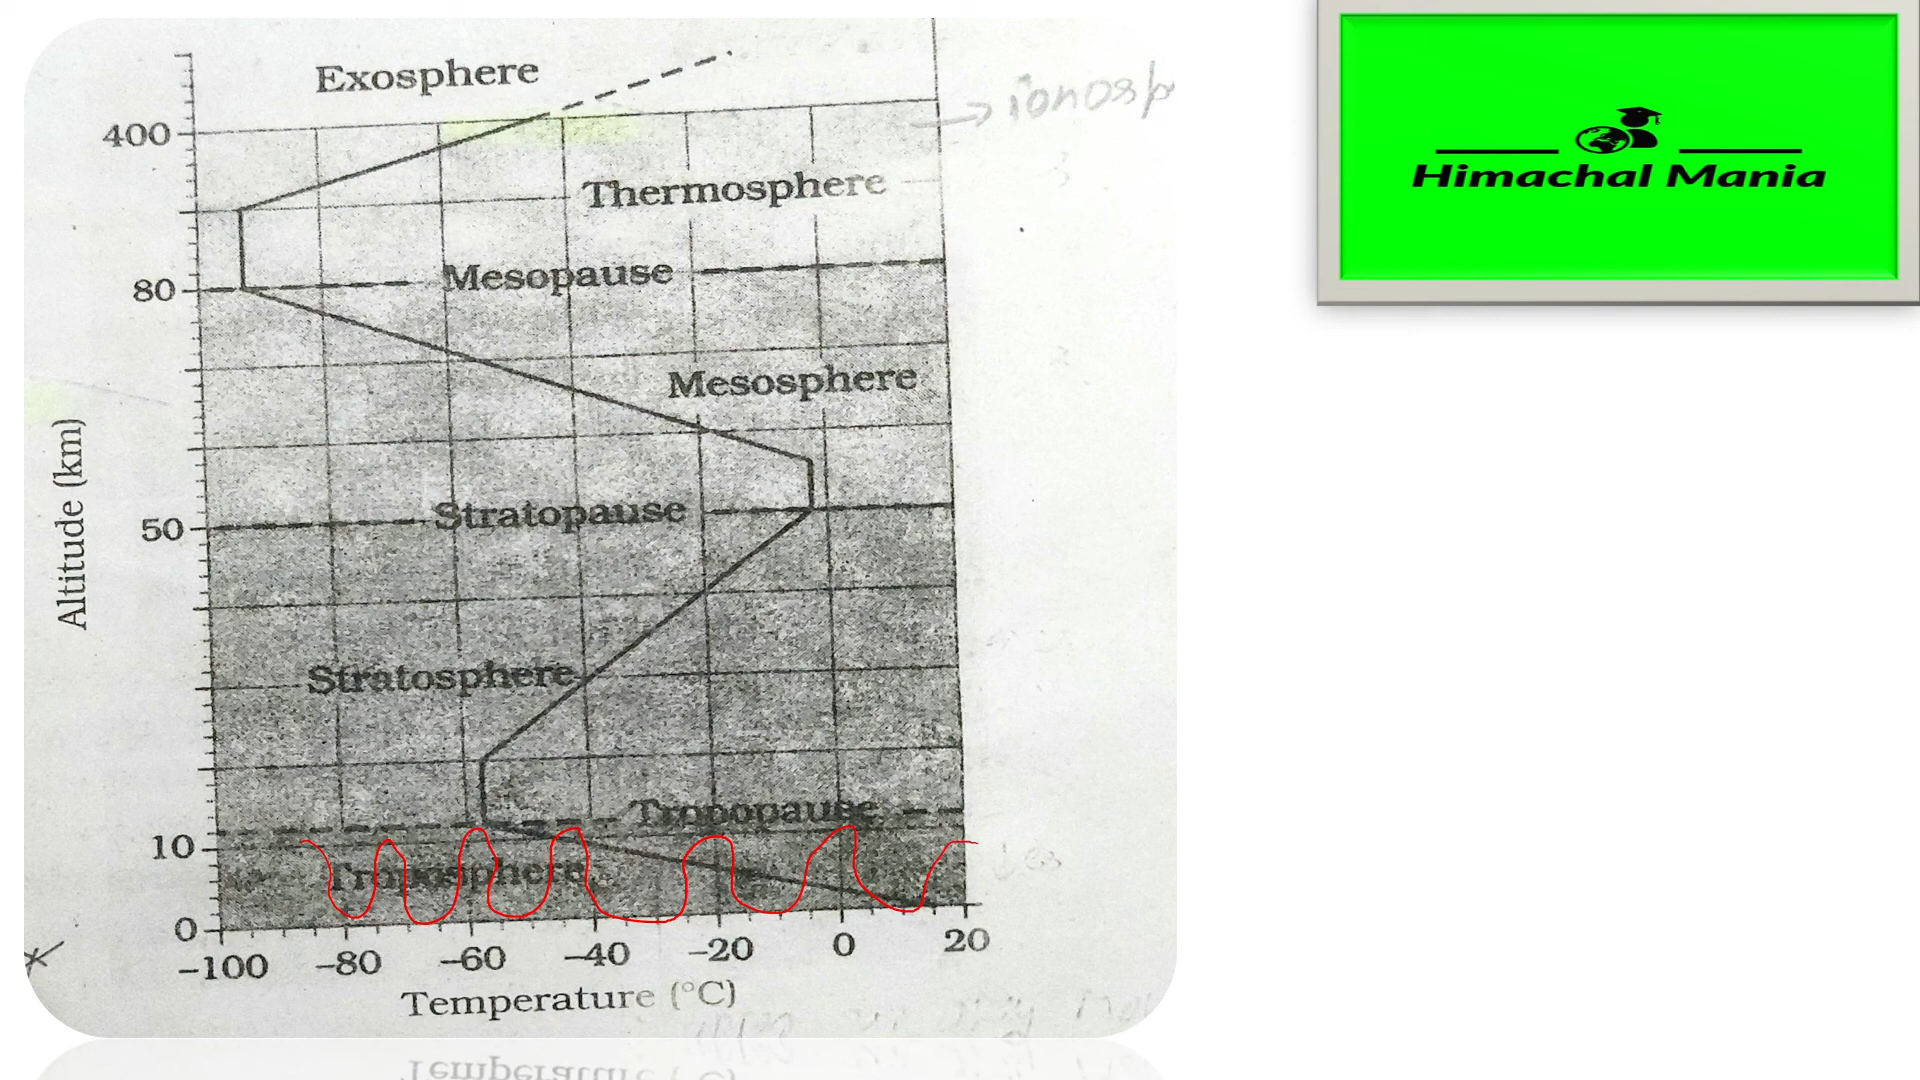 Exosphere
400
Thermosphere
Mesopause
80
Mesosphere
Altitude (km)
Stratopause
50
Stratosphere
Tropopause
10
Troposphere
0
–100 –80 –60 –40 –20 0 20
Temperature (°C)
Himachal Mania